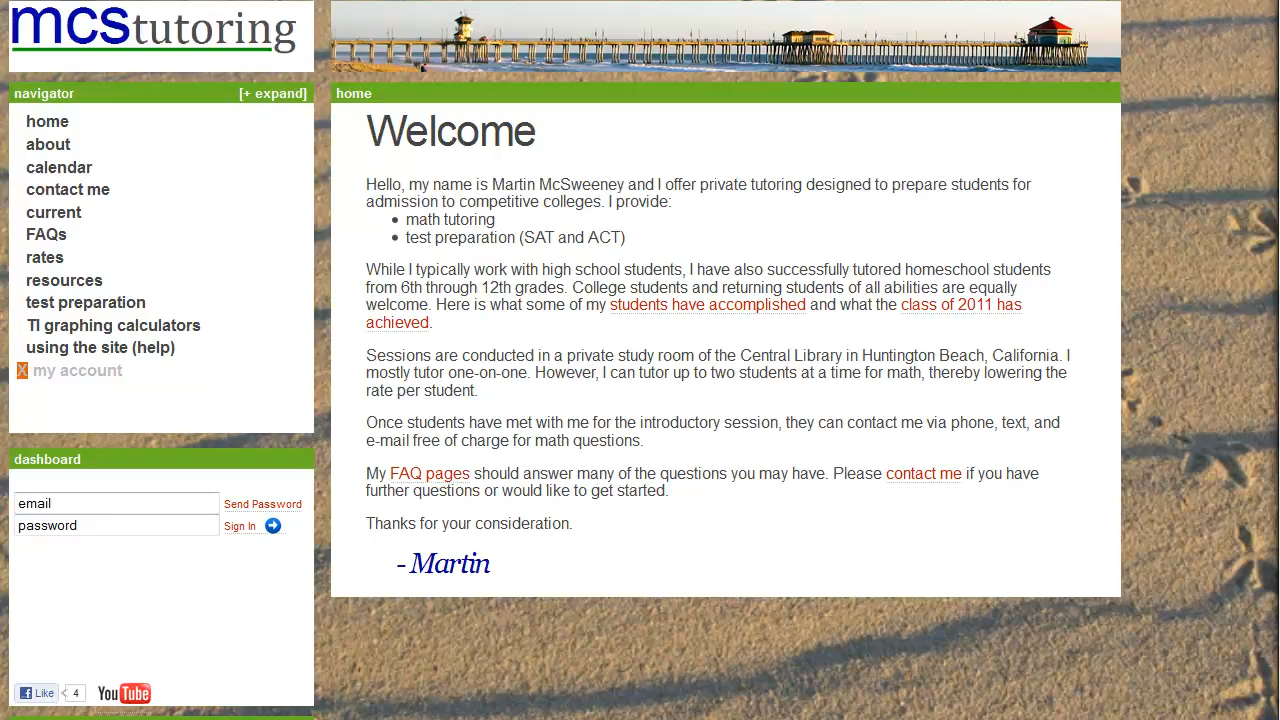 mcstutoring
navigator [+ expand]
home
about
calendar
contact me
current
FAQs
rates
resources
test preparation
TI graphing calculators
using the site (help)
X my account
dashboard
email Send Password
password Sign In
Like 4 YouTube
home
Welcome
Hello, my name is Martin McSweeney and I offer private tutoring designed to prepare students for
admission to competitive colleges. I provide:
• math tutoring
• test preparation (SAT and ACT)
While I typically work with high school students, I have also successfully tutored homeschool students
from 6th through 12th grades. College students and returning students of all abilities are equally
welcome. Here is what some of my students have accomplished and what the class of 2011 has
achieved.
Sessions are conducted in a private study room of the Central Library in Huntington Beach, California. I
mostly tutor one-on-one. However, I can tutor up to two students at a time for math, thereby lowering the
rate per student.
Once students have met with me for the introductory session, they can contact me via phone, text, and
e-mail free of charge for math questions.
My FAQ pages should answer many of the questions you may have. Please contact me if you have
further questions or would like to get started.
Thanks for your consideration.
- Martin